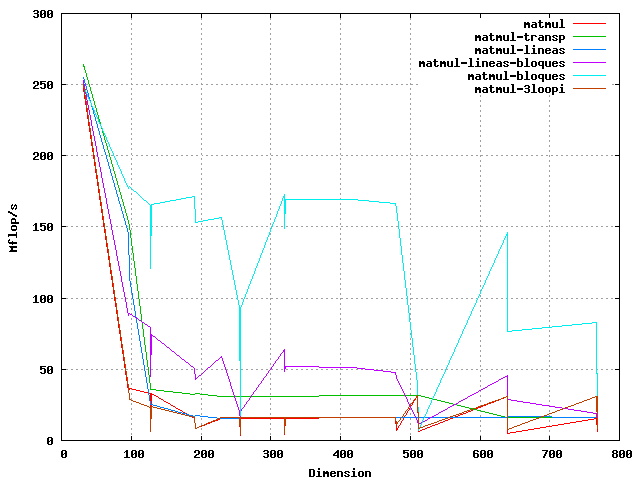 300
250
200
150
100
50
0
Mflop/s
matmul
matmul-transp
matmul-lineas
matmul-lineas-bloques
matmul-bloques
matmul-3loopi
0 100 200 300 400 500 600 700 800
Dimension